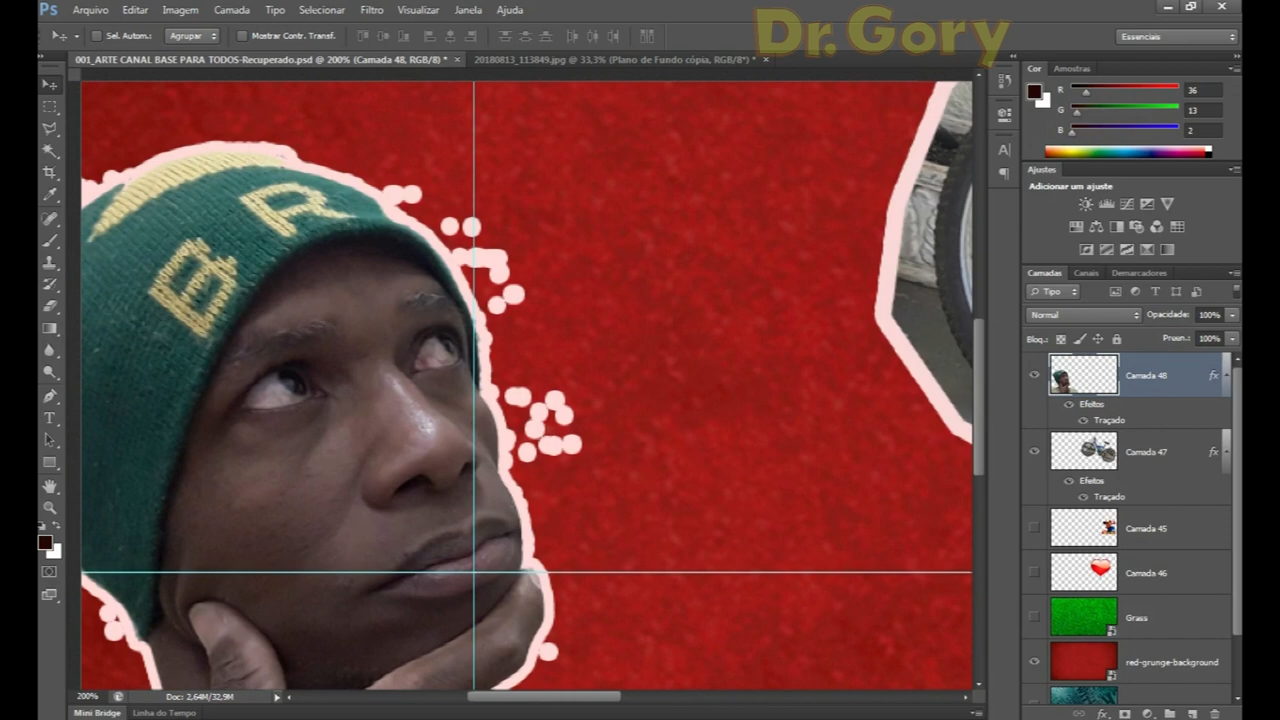 Ps Arquivo Editar Imagem Camada Tipo Selecionar Filtro Visualizar Janela Ajuda
Dr. Gory
Sel. Autom.: Agrupar Mostrar Contr. Transf. Essenciais
001_ARTE CANAL BASE PARA TODOS-Recuperado.psd @ 200% (Camada 48, RGB/8) * × 20180813_113849.jpg @ 33,3% (Plano de Fundo cópia, RGB/8*) * ×
Cor Amostras
R 36
G 13
B 2
Ajustes
Adicionar um ajuste
B R
Camadas Canais Demarcadores
Tipo
Normal Opacidade: 100%
Bloq.: Preen.: 100%
Camada 48 fx
Efeitos
Traçado
Camada 47 fx
Efeitos
Traçado
Camada 45
Camada 46
Grass
red-grunge-background
200% Doc: 2,64M/32,9M
Mini Bridge Linha do Tempo